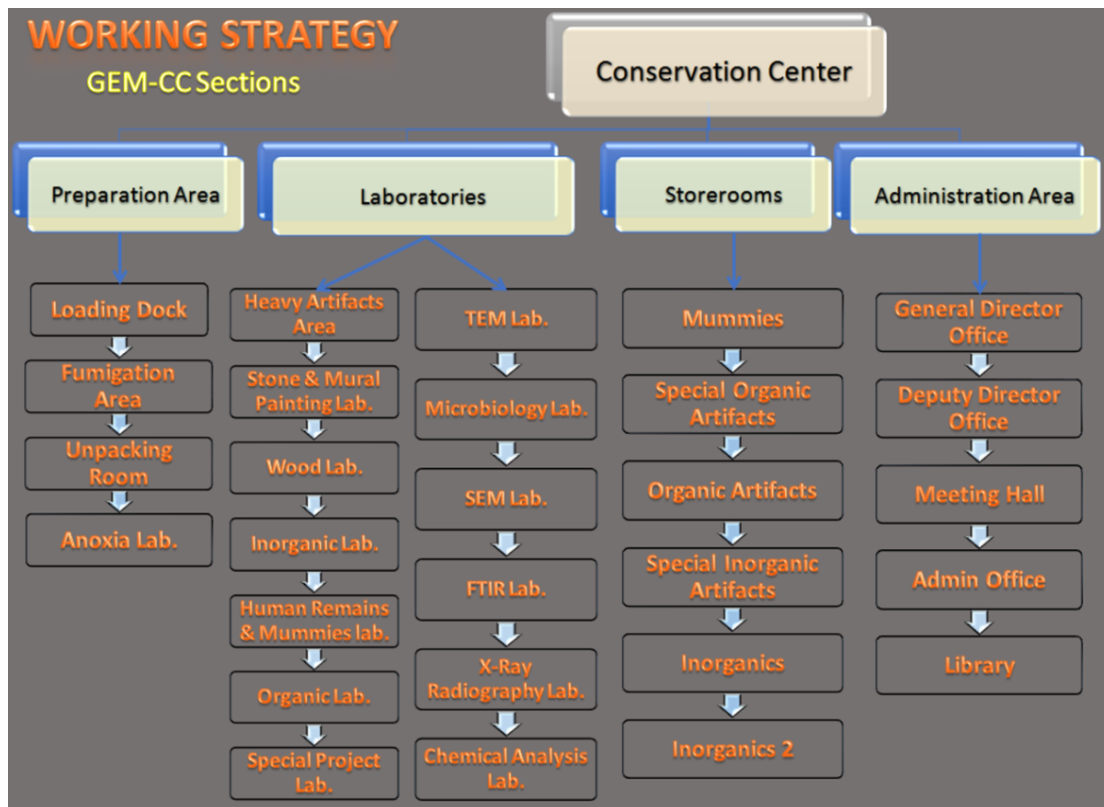 WORKING STRATEGY
GEM-CC Sections
Conservation Center
Preparation Area
Laboratories
Storerooms
Administration Area
Loading Dock
Fumigation
Area
Unpacking
Room
Anoxia Lab.
Heavy Artifacts
Area
Stone & Mural
Painting Lab.
Wood Lab.
Inorganic Lab.
Human Remains
& Mummies lab.
Organic Lab.
Special Project
Lab.
TEM Lab.
Microbiology Lab.
SEM Lab.
FTIR Lab.
X-Ray
Radiography Lab.
Chemical Analysis
Lab.
Mummies
Special Organic
Artifacts
Organic Artifacts
Special Inorganic
Artifacts
Inorganics
Inorganics 2
General Director
Office
Deputy Director
Office
Meeting Hall
Admin Office
Library